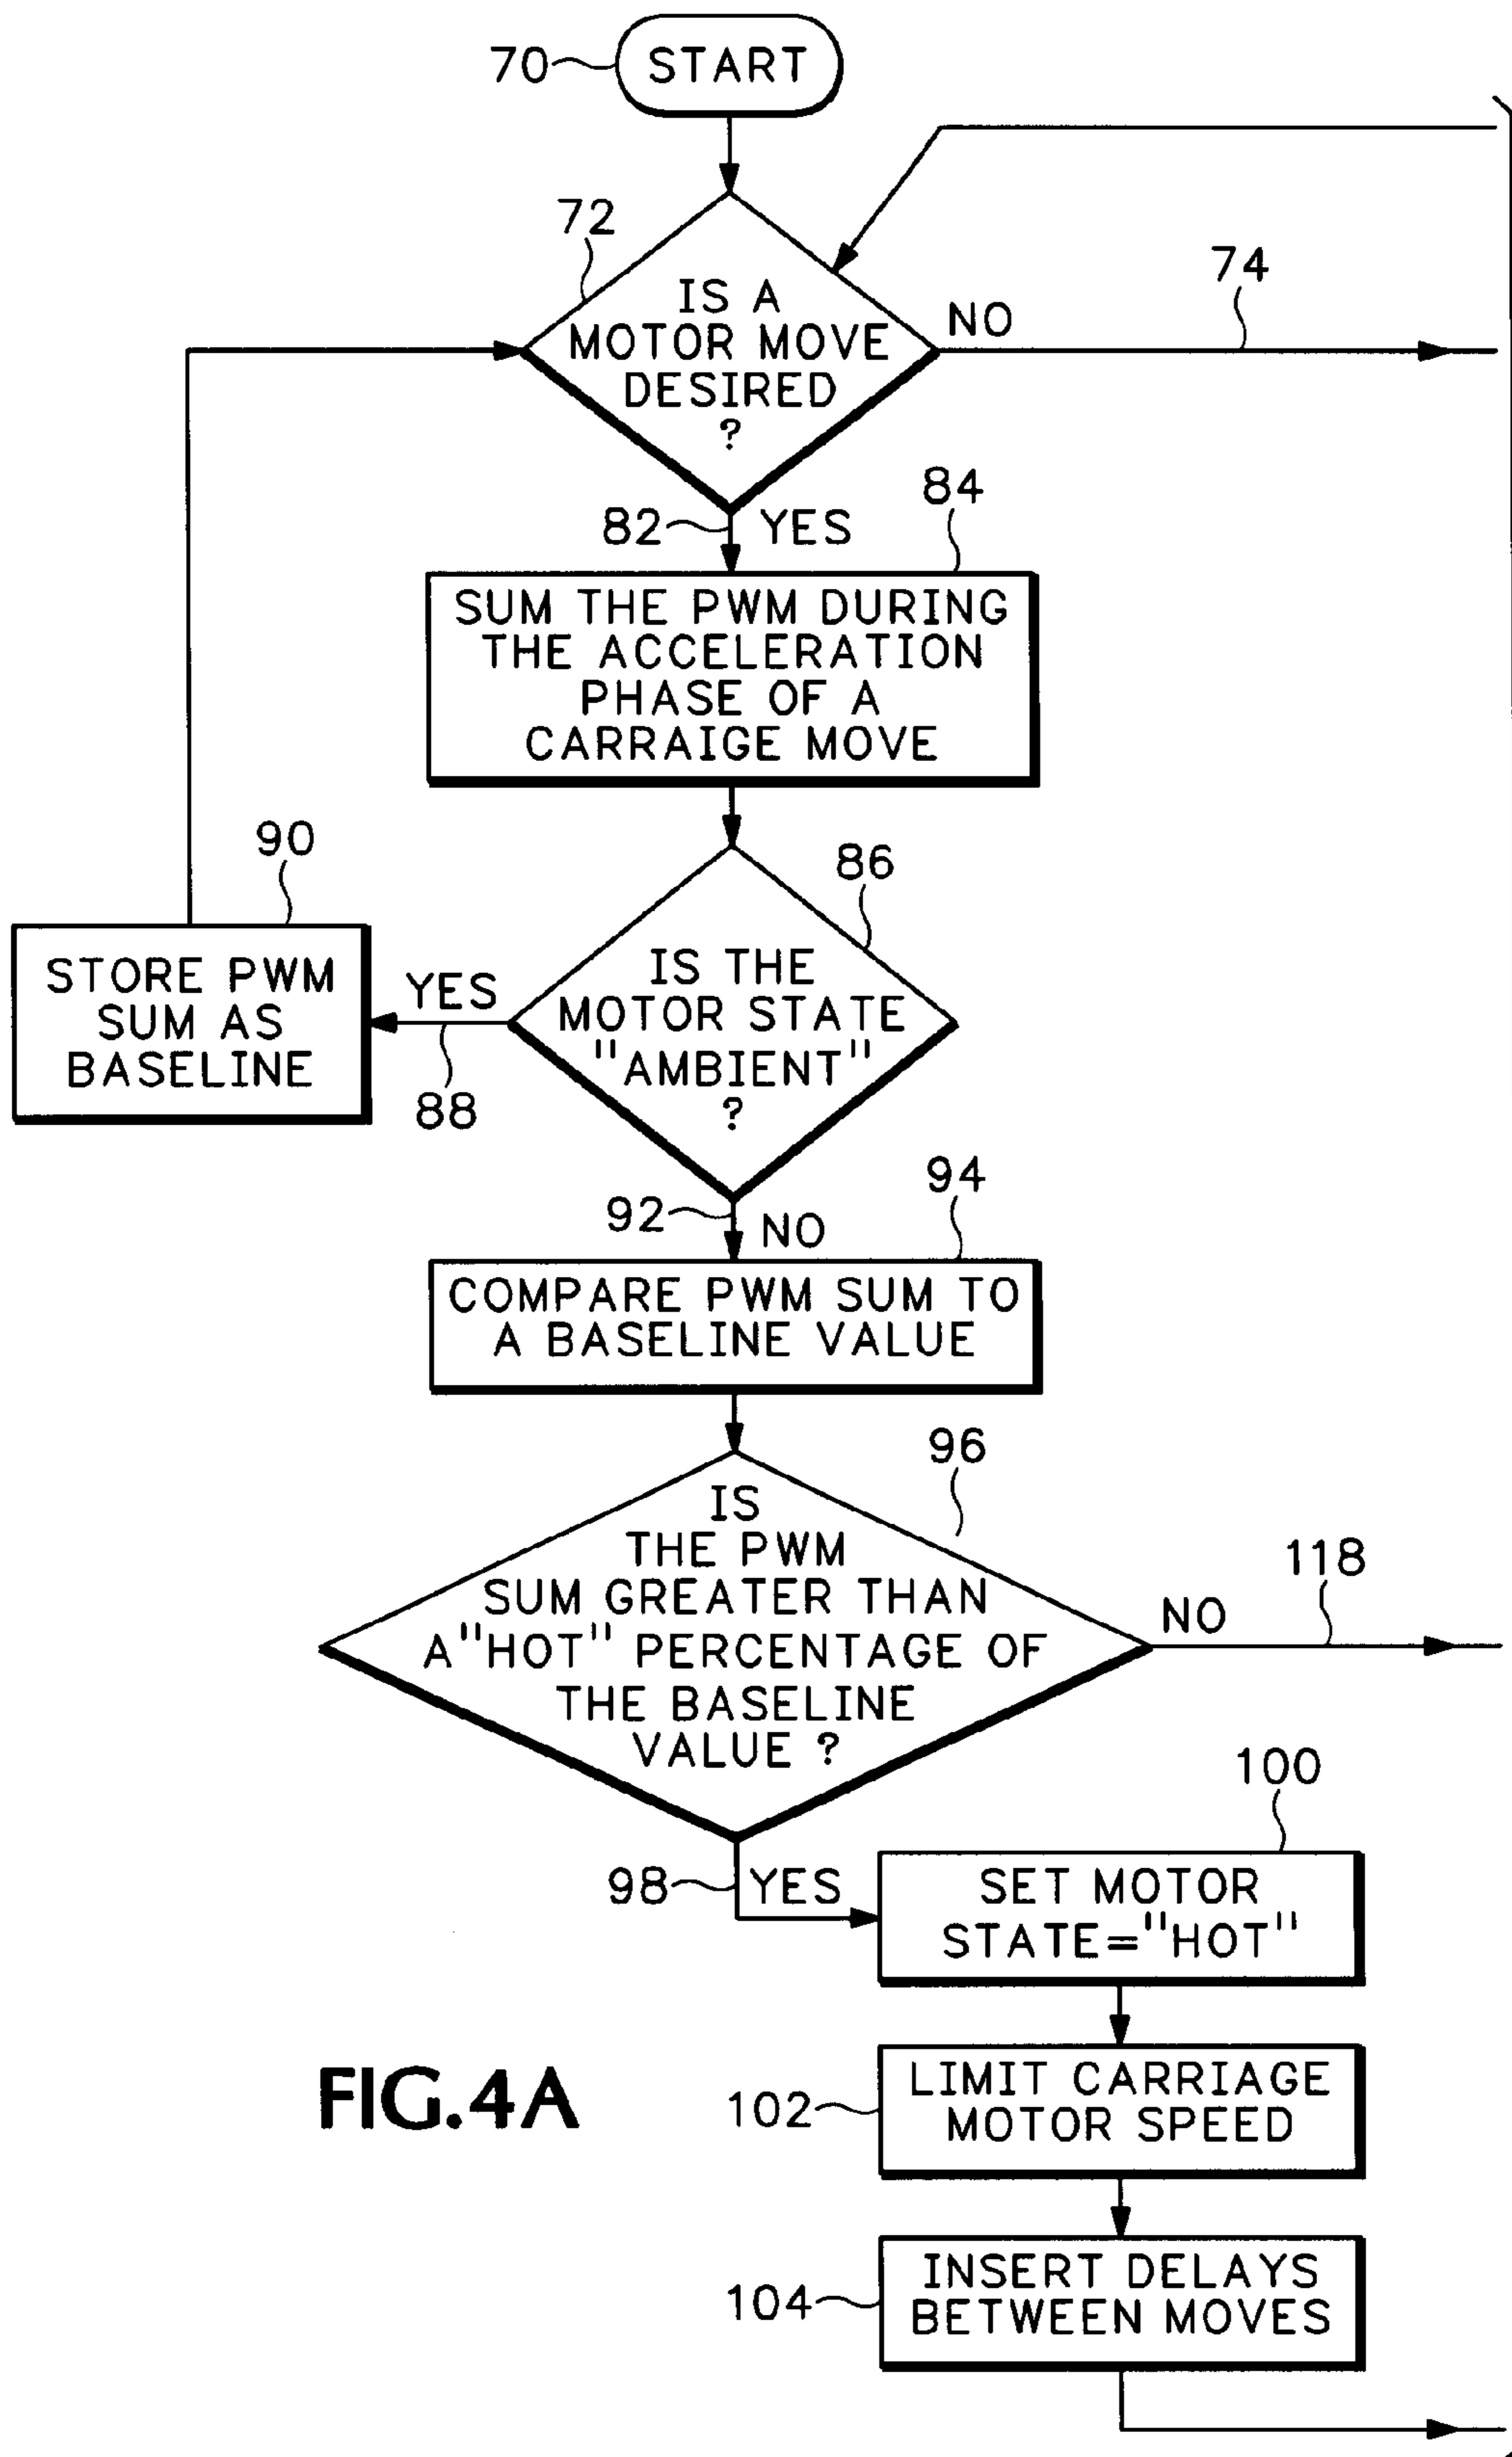 70
START
72
IS A
MOTOR MOVE
DESIRED
?
NO
74
82
YES
84
SUM THE PWM DURING
THE ACCELERATION
PHASE OF A
CARRAIGE MOVE
86
IS THE
MOTOR STATE
"AMBIENT"
?
YES
88
90
STORE PWM
SUM AS
BASELINE
92
NO
94
COMPARE PWM SUM TO
A BASELINE VALUE
96
IS
THE PWM
SUM GREATER THAN
A"HOT" PERCENTAGE OF
THE BASELINE
VALUE ?
NO
118
98
YES
100
SET MOTOR
STATE="HOT"
102
LIMIT CARRIAGE
MOTOR SPEED
104
INSERT DELAYS
BETWEEN MOVES
FIG.4A